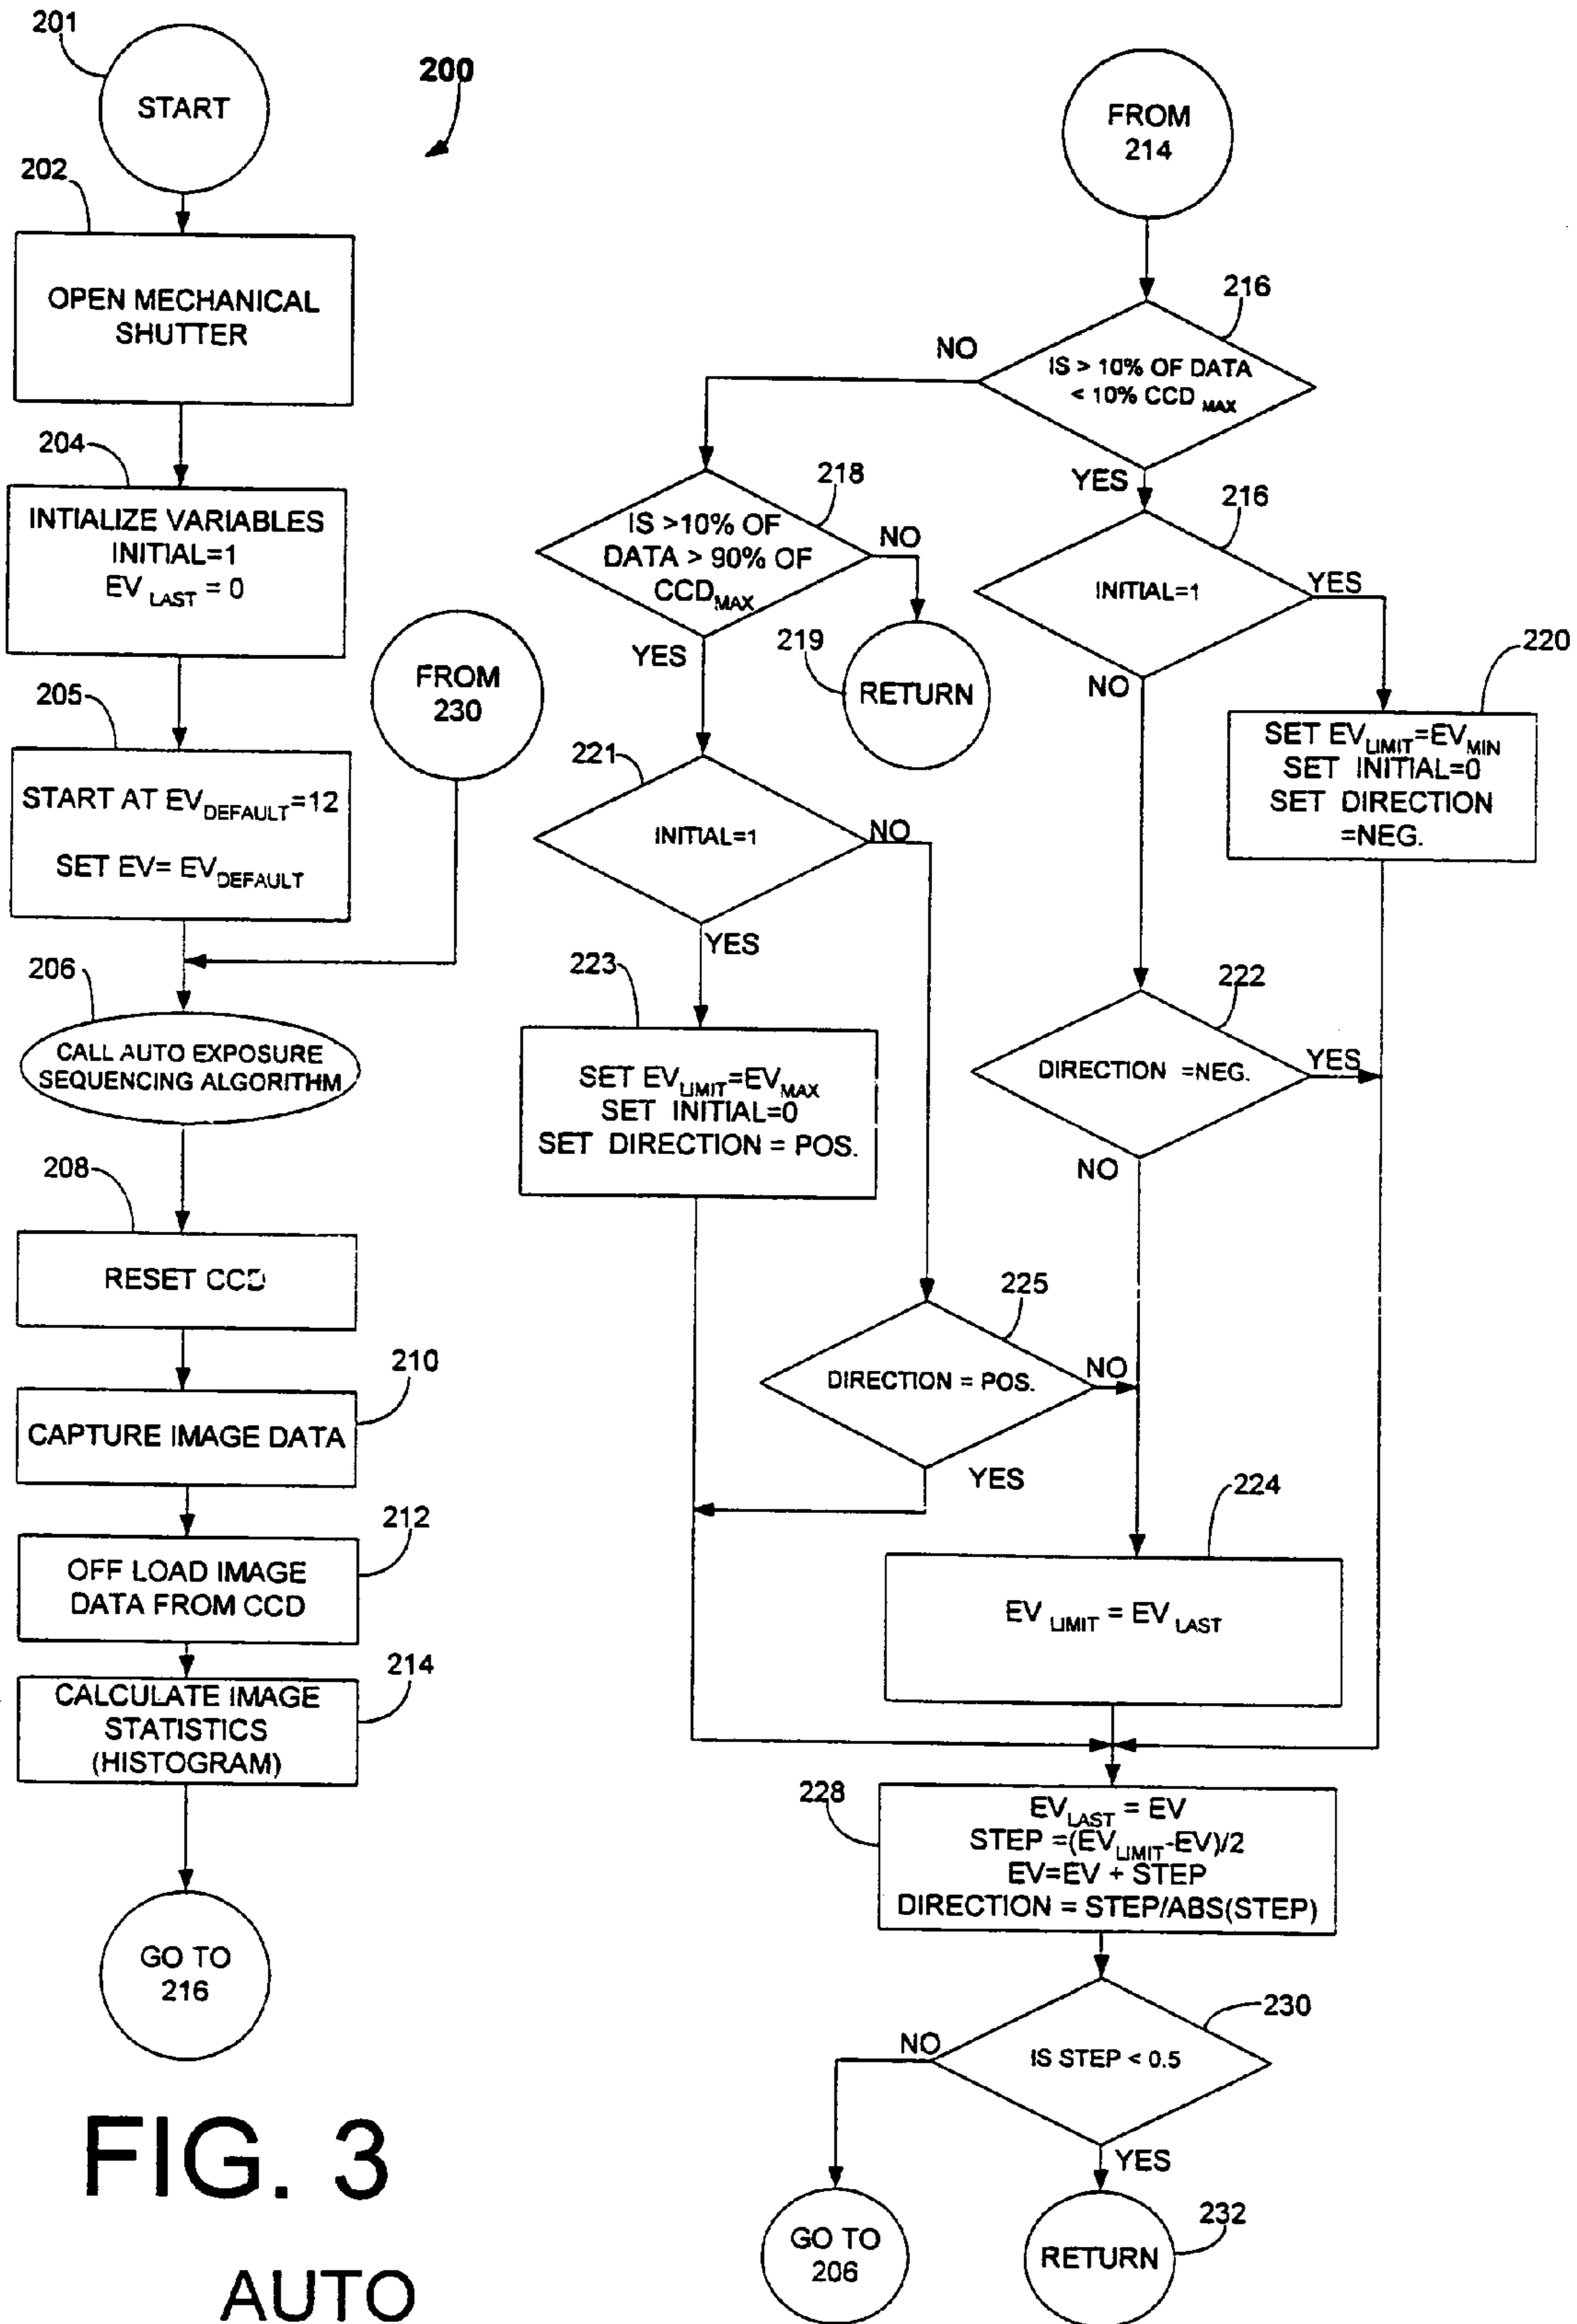 201
START
200
202
OPEN MECHANICAL
SHUTTER
204
INTIALIZE VARIABLES
INITIAL=1
EV LAST = 0
205
START AT EVDEFAULT=12
SET EV= EVDEFAULT
FROM
230
206
CALL AUTO EXPOSURE
SEQUENCING ALGORITHM
208
RESET CCD
210
CAPTURE IMAGE DATA
212
OFF LOAD IMAGE
DATA FROM CCD
214
CALCULATE IMAGE
STATISTICS
(HISTOGRAM)
GO TO
216
FROM
214
216
IS > 10% OF DATA
< 10% CCD MAX
NO
YES
218
IS >10% OF
DATA > 90% OF
CCDMAX
NO
YES
219
RETURN
216
INITIAL=1
YES
NO
220
SET EVLIMIT=EVMIN
SET INITIAL=0
SET DIRECTION
=NEG.
221
INITIAL=1
NO
YES
223
SET EVLIMIT=EVMAX
SET INITIAL=0
SET DIRECTION = POS.
222
DIRECTION =NEG.
YES
NO
225
DIRECTION = POS.
NO
YES
224
EV LIMIT = EV LAST
228
EVLAST = EV
STEP =(EVLIMIT-EV)/2
EV=EV + STEP
DIRECTION = STEP/ABS(STEP)
230
IS STEP < 0.5
NO
YES
GO TO
206
232
RETURN
FIG. 3
AUTO